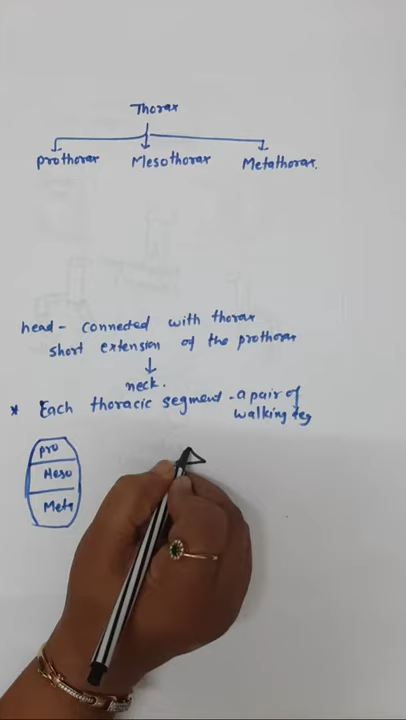 Thorax
prothorax Mesothorax Metathorax.
head - connected with thorax
short extension of the prothorax
neck.
* Each thoracic segment - a pair of
walking leg
pro
Meso
Meta